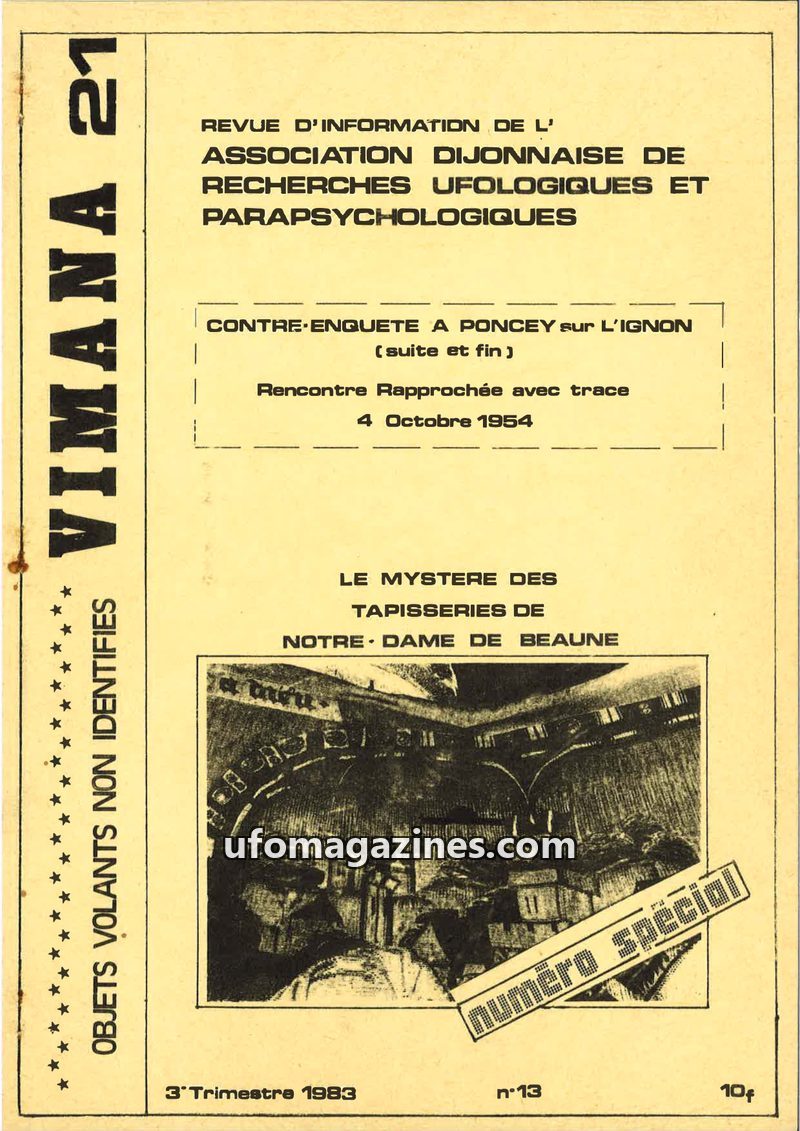 VIMANA 21
OBJETS VOLANTS NON IDENTIFIES
REVUE D'INFORMATION DE L'
ASSOCIATION DIJONNAISE DE
RECHERCHES UFOLOGIQUES ET
PARAPSYCHOLOGIQUES
CONTRE-ENQUETE A PONCEY sur L'IGNON
(suite et fin)
Rencontre Rapprochée avec trace
4 Octobre 1954
LE MYSTERE DES
TAPISSERIES DE
NOTRE-DAME DE BEAUNE
ufomagazines.com
numëro spécial
3° Trimestre 1983
n°13
10f